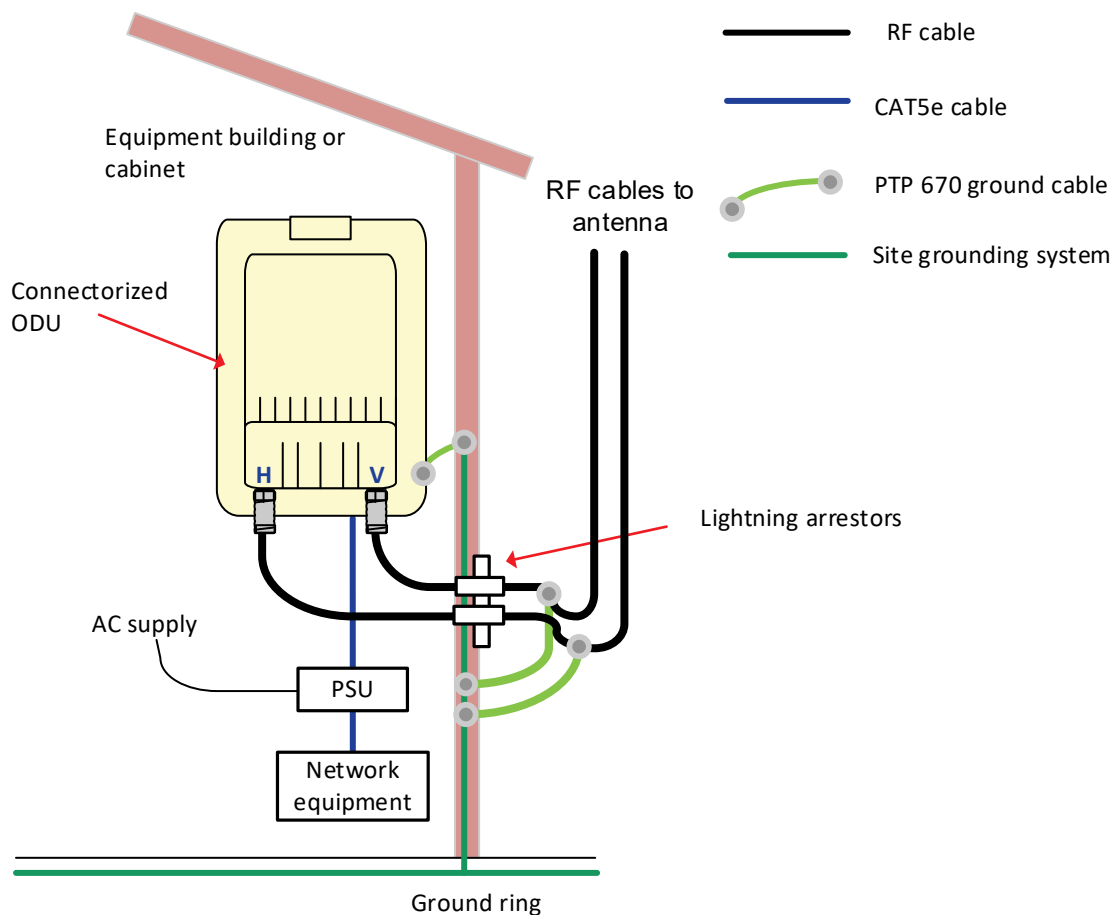 RF cable
CAT5e cable
PTP 670 ground cable
Site grounding system
Equipment building or
cabinet
RF cables to
antenna
Connectorized
ODU
H
V
Lightning arrestors
AC supply
PSU
Network
equipment
Ground ring